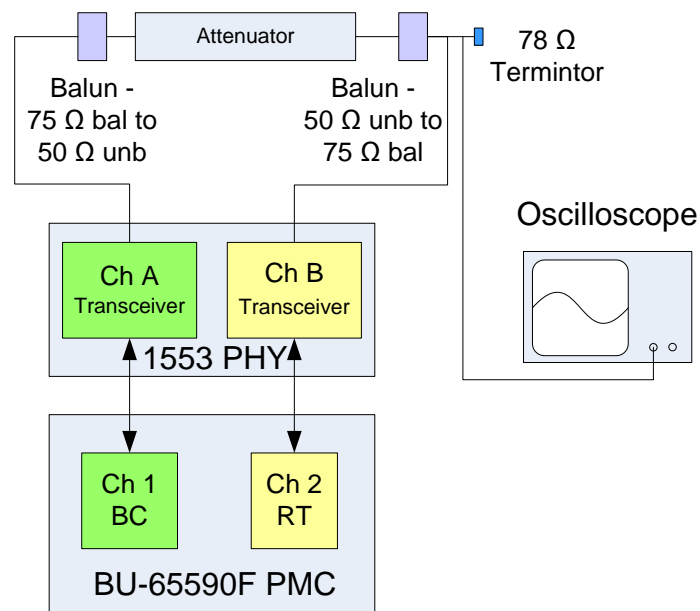 Attenuator
78 Ω
Termintor
Balun -
75 Ω bal to
50 Ω unb
Balun -
50 Ω unb to
75 Ω bal
Oscilloscope
Ch A
Transceiver
Ch B
Transceiver
1553 PHY
Ch 1
BC
Ch 2
RT
BU-65590F PMC